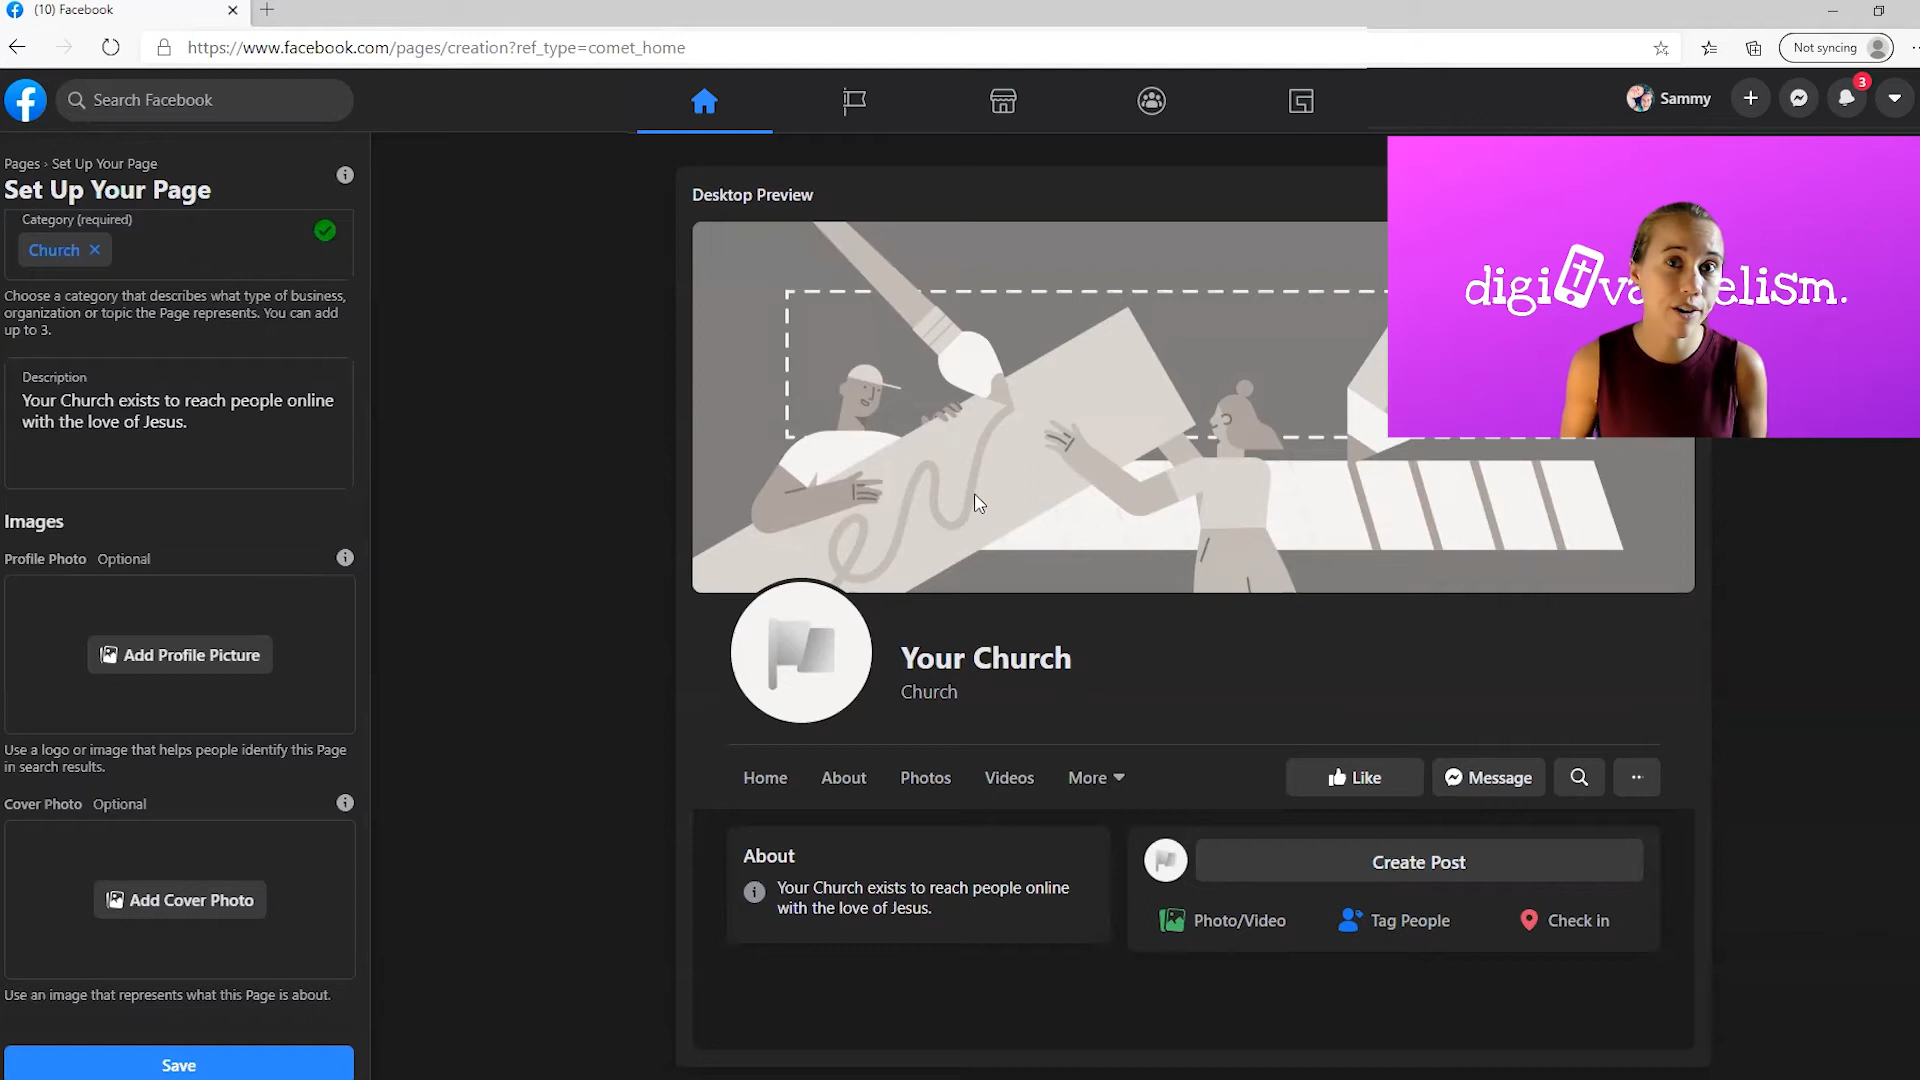 (10) Facebook
https://www.facebook.com/pages/creation?ref_type=comet_home
Not syncing
Search Facebook
Sammy
3
Pages › Set Up Your Page
Set Up Your Page
Category (required)
Church
Choose a category that describes what type of business,
organization or topic the Page represents. You can add
up to 3.
Description
Your Church exists to reach people online
with the love of Jesus.
Images
Profile Photo Optional
Add Profile Picture
Use a logo or image that helps people identify this Page
in search results.
Cover Photo Optional
Add Cover Photo
Use an image that represents what this Page is about.
Save
Desktop Preview
Your Church
Church
Home About Photos Videos More
Like Message
About
Your Church exists to reach people online
with the love of Jesus.
Create Post
Photo/Video Tag People Check in